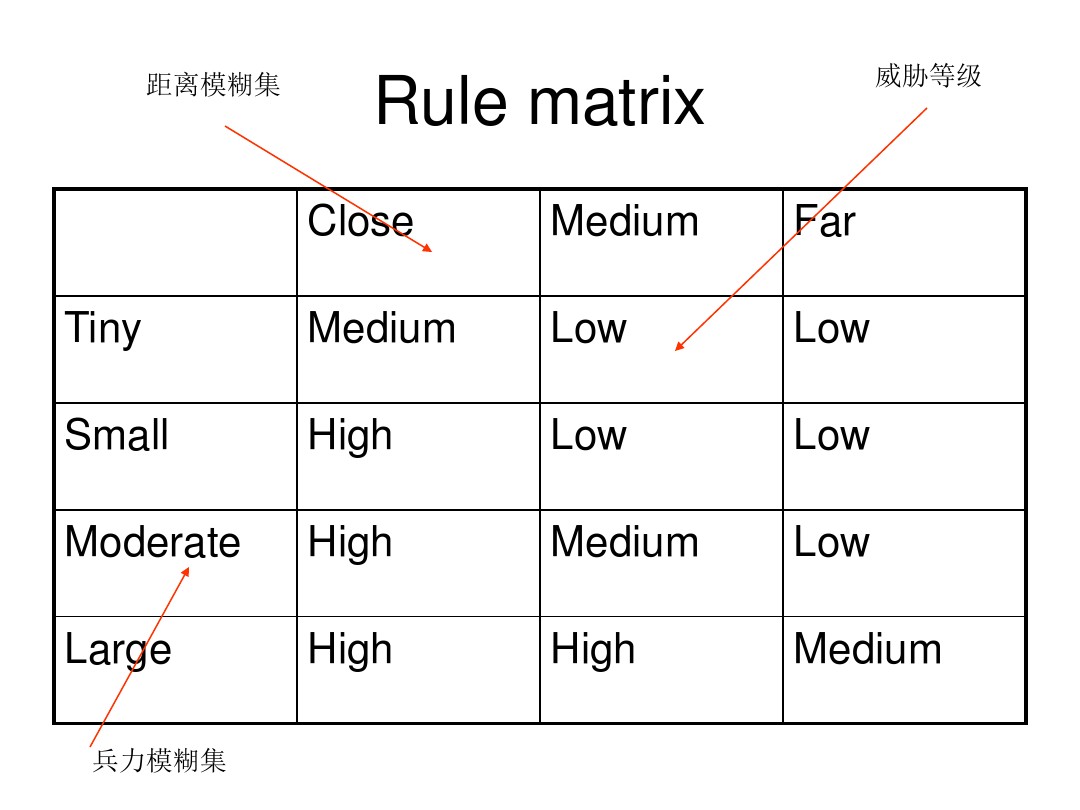 距离模糊集
Rule matrix
威胁等级
Close Medium Far
Tiny Medium Low Low
Small High Low Low
Moderate High Medium Low
Large High High Medium
兵力模糊集